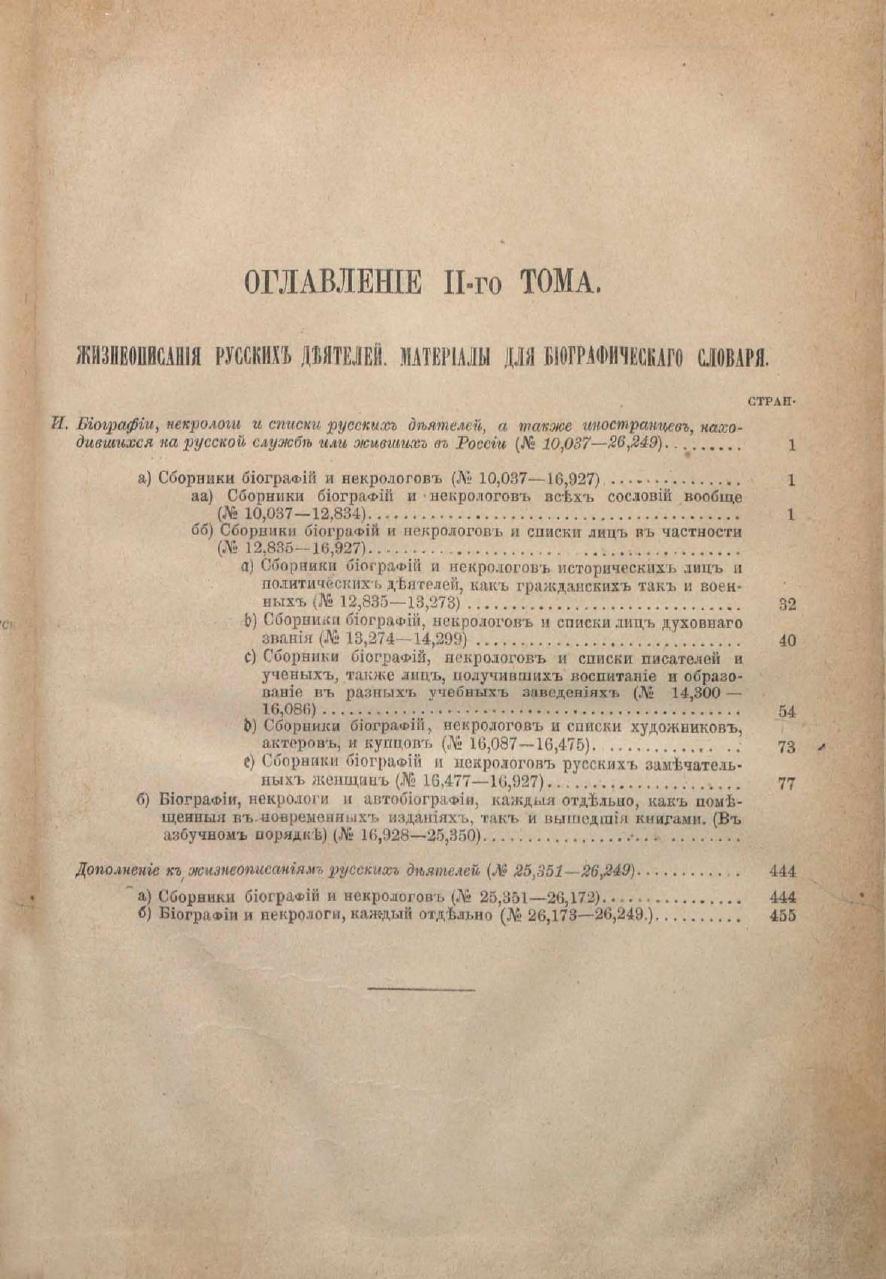 ОГЛАВЛЕНІЕ II-го ТОМА.
ЖИЗНЕОПИСАНІЯ РУССКИХЪ ДѢЯТЕЛЕЙ. МАТЕРІАЛЫ ДЛЯ БІОГРАФИЧЕСКАГО СЛОВАРЯ.
СТРАН.
И. Біографіи, некрологи и списки русскихъ дѣятелей, а также иностранцевъ, нахо-
дившихся на русской службѣ или жившихъ въ Россіи (№ 10,037—26,249). . . . . . . . . 1
а) Сборники біографій и некрологовъ (№ 10,037—16,927) . . . . . . . . . . . . . . 1
аа) Сборники біографій и некрологовъ всѣхъ сословій вообще
(№ 10,037—12,834). . . . . . . . . . . . . . . . . . . . . . . . . . . . . . . . . . . . 1
бб) Сборники біографій и некрологовъ и списки лицъ въ частности
(№ 12,835—16,927). . . . . . . . . . . . . . . . . . . . . . . . . . . . . . . . . . . .
a) Сборники біографій и некрологовъ историческихъ лицъ и
политическихъ дѣятелей, какъ гражданскихъ такъ и воен-
ныхъ (№ 12,835—13,273) . . . . . . . . . . . . . . . . . . . . . . . . . . 32
b) Сборники біографій, некрологовъ и списки лицъ духовнаго
званія (№ 13,274—14,299) . . . . . . . . . . . . . . . . . . . . . . . . . 40
c) Сборники біографій, некрологовъ и списки писателей и
ученыхъ, также лицъ, получившихъ воспитаніе и образо-
ваніе въ разныхъ учебныхъ заведеніяхъ (№ 14,300 —
16,086) . . . . . . . . . . . . . . . . . . . . . . . . . . . . . . . . . . . . . . . . 54
d) Сборники біографій, некрологовъ и списки художниковъ,
актеровъ, и купцовъ (№ 16,087—16,475). . . . . . . . . . . . . . 73
e) Сборники біографій и некрологовъ русскихъ замѣчатель-
ныхъ женщинъ (№ 16,477—16,927). . . . . . . . . . . . . . . . . . 77
б) Біографіи, некрологи и автобіографіи, каждыя отдѣльно, какъ помѣ-
щенныя въ повременныхъ изданіяхъ, такъ и вышедшія книгами. (Въ
азбучномъ порядкѣ) (№ 16,928—25,350). . . . . . . . . . . . . . . . . . . . . . . .
Дополненіе къ жизнеописаніямъ русскихъ дѣятелей (№ 25,351—26,249). . . . . . . . . . . . 444
а) Сборники біографій и некрологовъ (№ 25,351—26,172). . . . . . . . . . . . . . . 444
б) Біографіи и некрологи, каждый отдѣльно (№ 26,173—26,249.). . . . . . . . . . 455